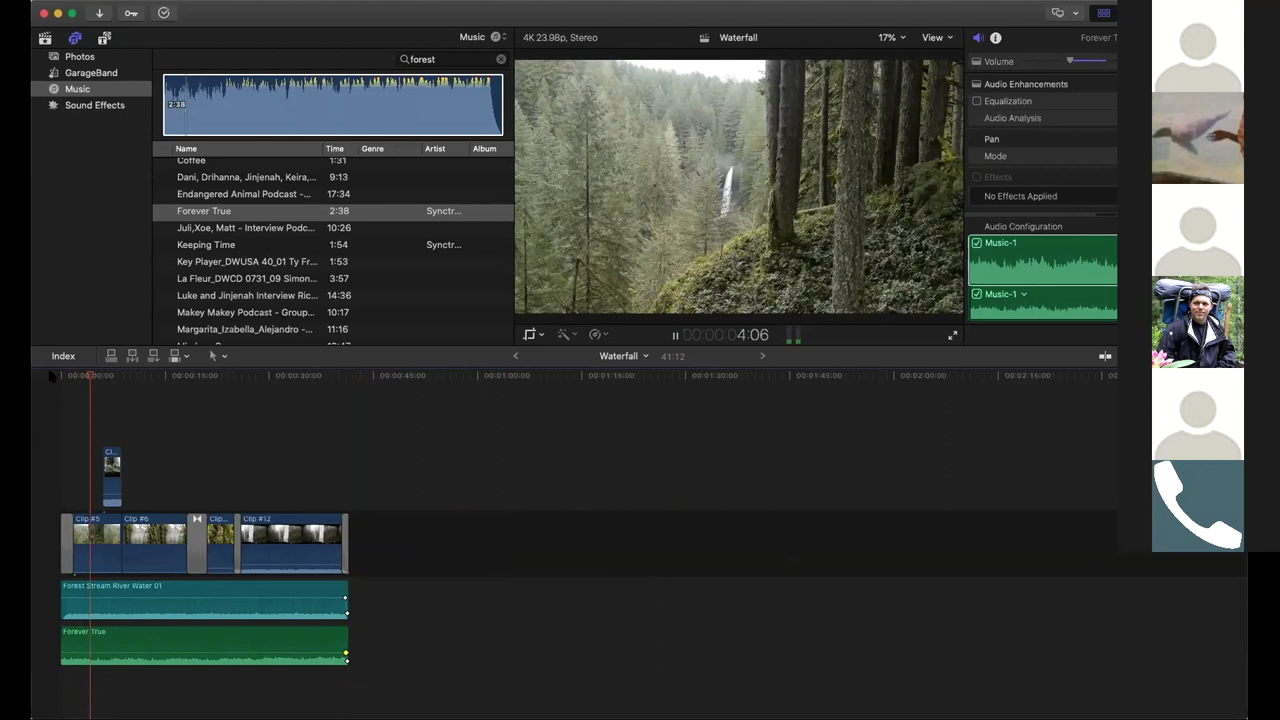 Music
4K 23.98p, Stereo
Waterfall
17%
View
Forever T
Photos
GarageBand
Music
Sound Effects
forest
2:38
Name Time Genre Artist Album
Coffee 1:31
Dani, Drihanna, Jinjenah, Keira,... 9:13
Endangered Animal Podcast -... 17:34
Forever True 2:38 Synctr...
Juli,Xoe, Matt - Interview Podc... 10:26
Keeping Time 1:54 Synctr...
Key Player_DWUSA 40_01 Ty Fr... 1:53
La Fleur_DWCD 0731_09 Simon... 3:57
Luke and Jinjenah Interview Ric... 14:36
Makey Makey Podcast - Group... 10:17
Margarita_Izabella_Alejandro -... 11:16
Volume
Audio Enhancements
Equalization
Audio Analysis
Pan
Mode
Effects
No Effects Applied
Audio Configuration
Music-1
Music-1
00:00:00:04:06
Index
Waterfall
41:12
00:00:00:00 00:00:15:00 00:00:30:00 00:00:45:00 00:01:00:00 00:01:15:00 00:01:30:00 00:01:45:00 00:02:00:00 00:02:15:00
Cl...
Clip #5
Clip #6
Clip...
Clip #12
Forest Stream River Water 01
Forever True